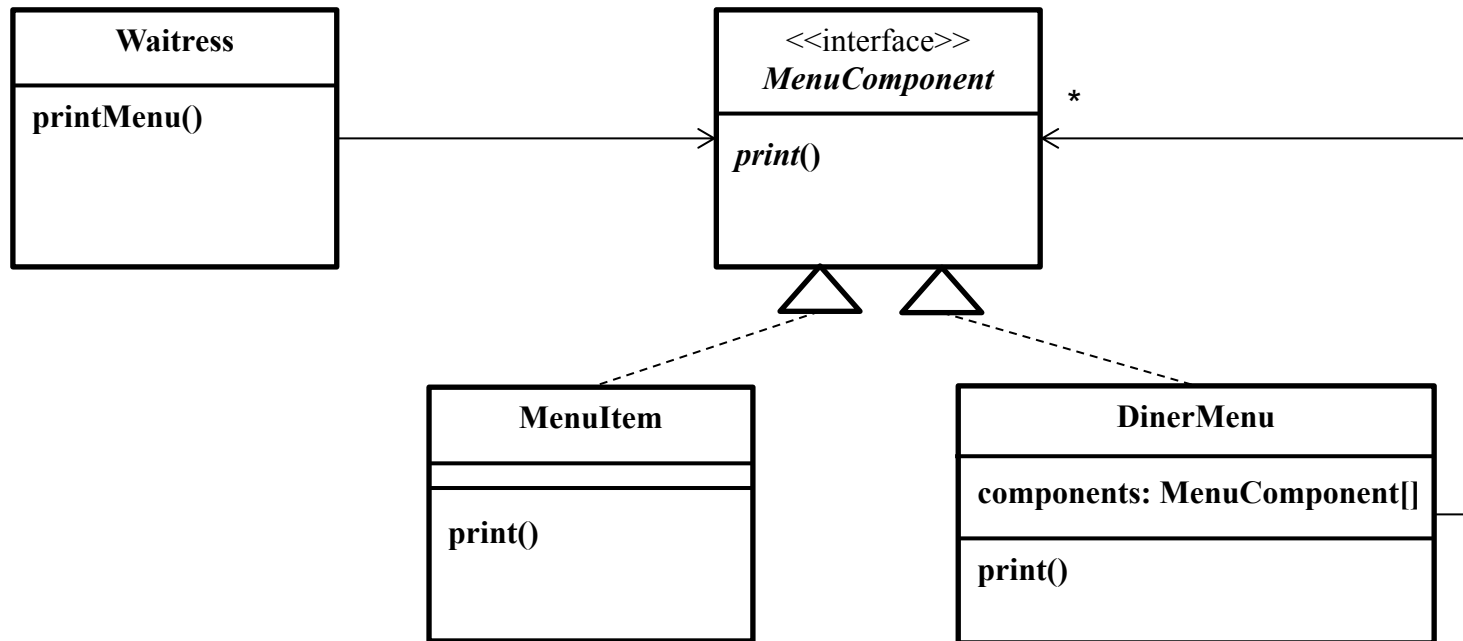 Waitress
printMenu()
<<interface>>
MenuComponent
*
print()
MenuItem
print()
DinerMenu
components: MenuComponent[]
print()